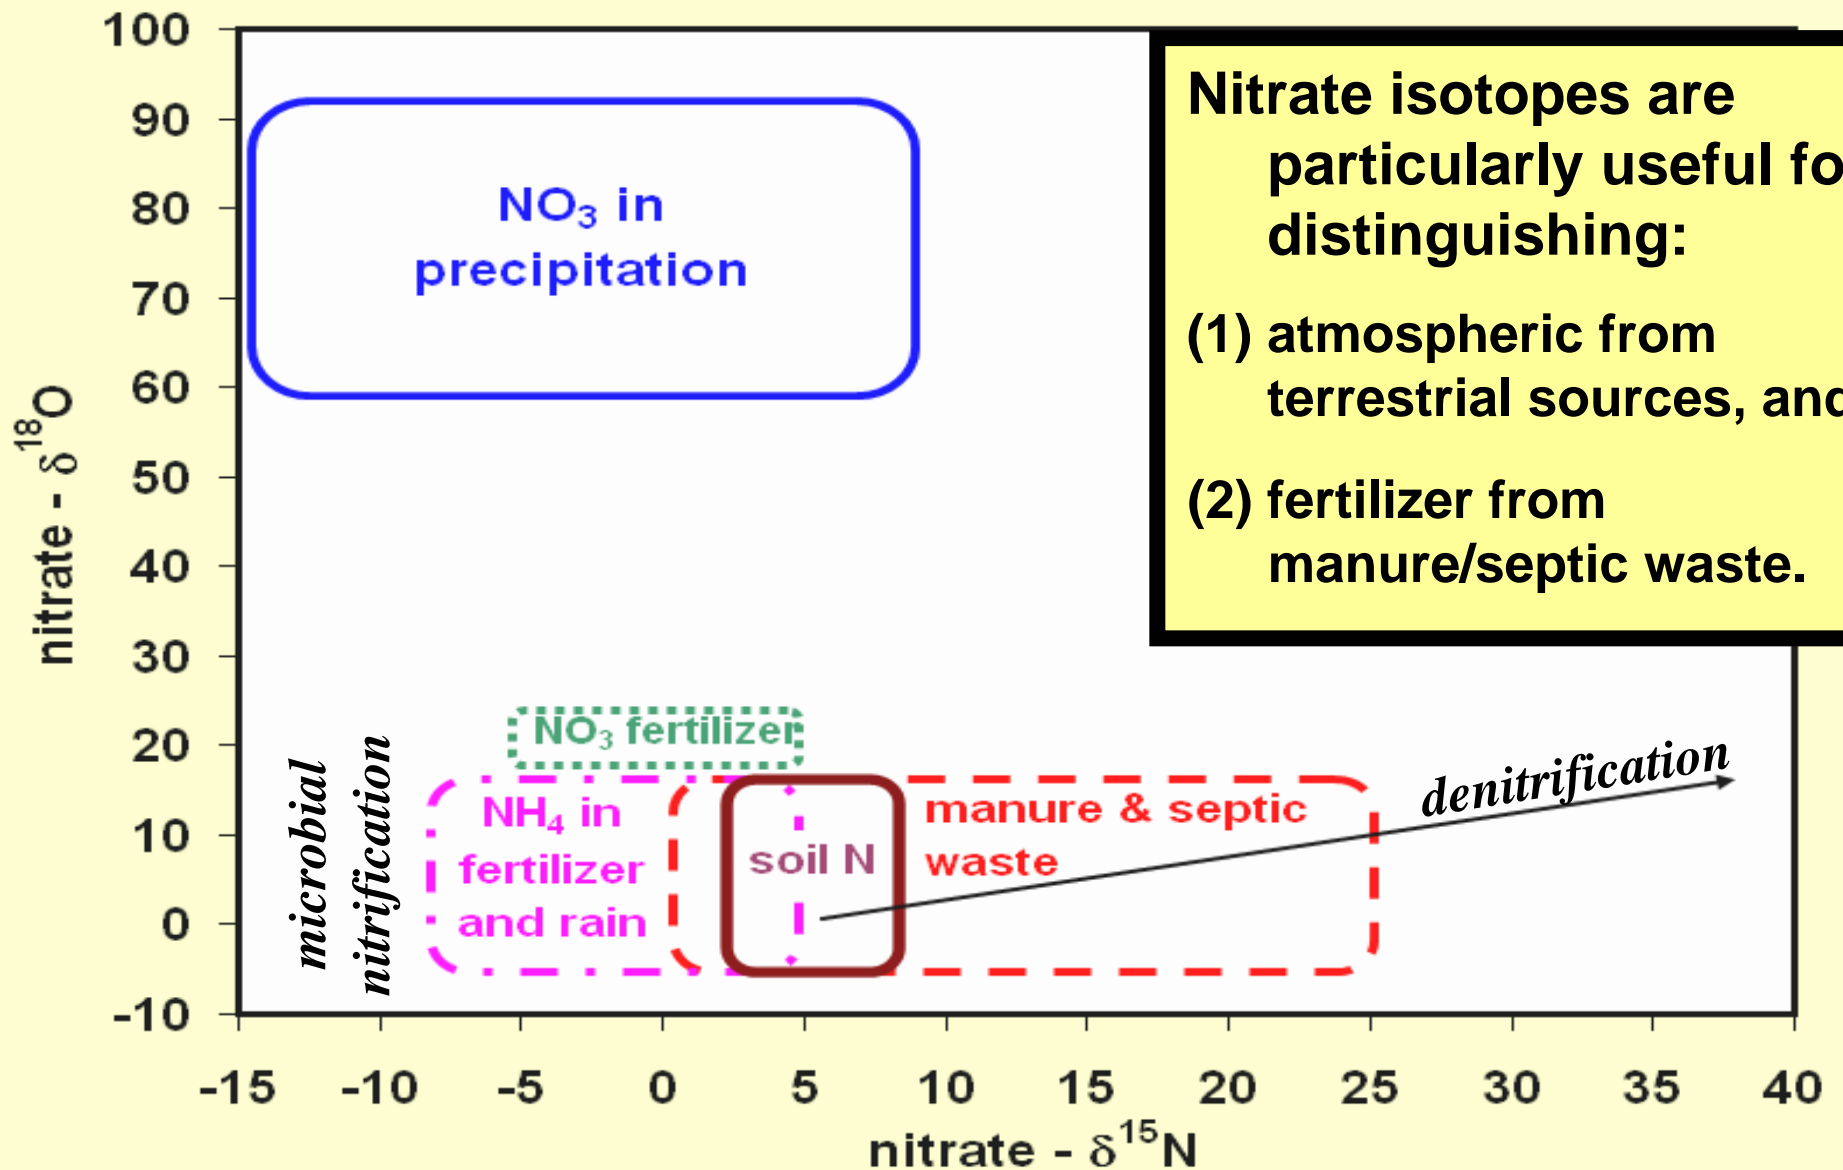 100
90
80
70
60
50
40
30
20
10
0
-10
nitrate - δ¹⁸O
NO₃ in
precipitation
Nitrate isotopes are
particularly useful fo
distinguishing:
(1) atmospheric from
terrestrial sources, and
(2) fertilizer from
manure/septic waste.
NO₃ fertilizer
microbial
nitrification
NH₄ in
fertilizer
and rain
soil N
manure & septic
waste
denitrification
-15 -10 -5 0 5 10 15 20 25 30 35 40
nitrate - δ¹⁵N